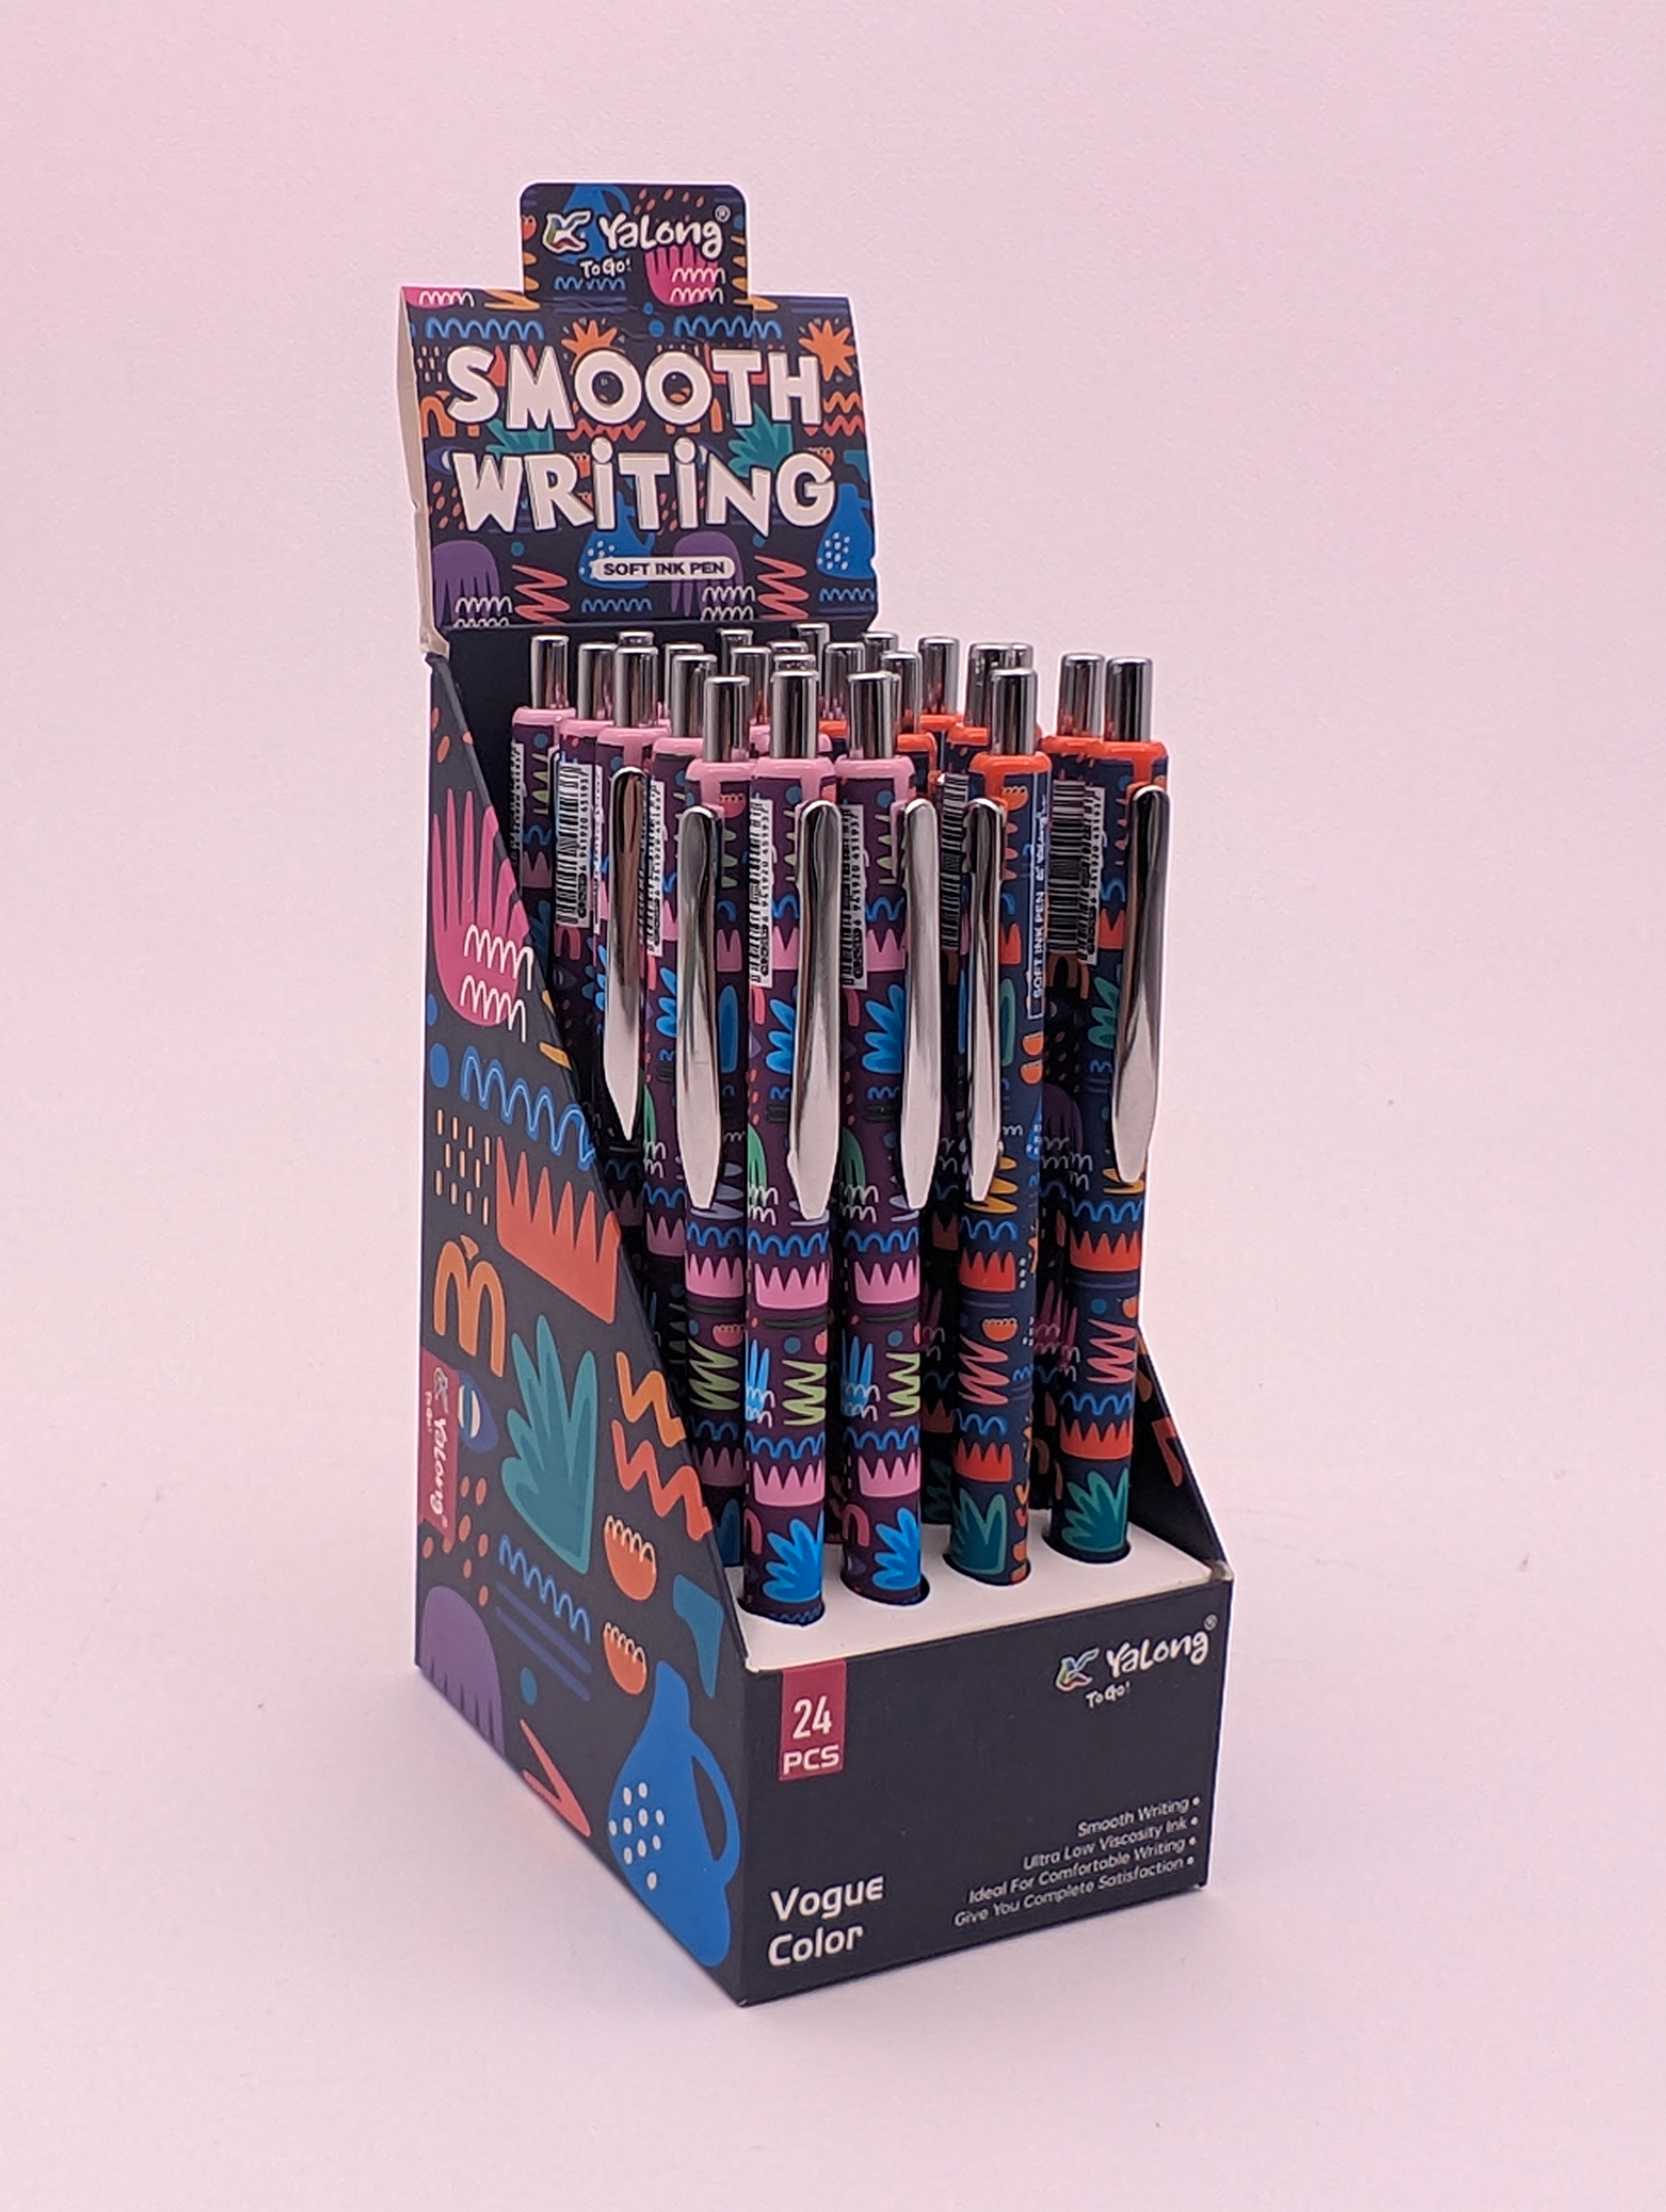 YaLong®
To Go!
SMOOTH
WRiTiNG
SOFT INK PEN
SOFT INK PEN YaLong
YaLong
To Go!
24
PCS
YaLong®
To Go!
Smooth Writing •
Ultra Low Viscosity Ink •
Ideal For Comfortable Writing •
Give You Complete Satisfaction •
Vogue
Color